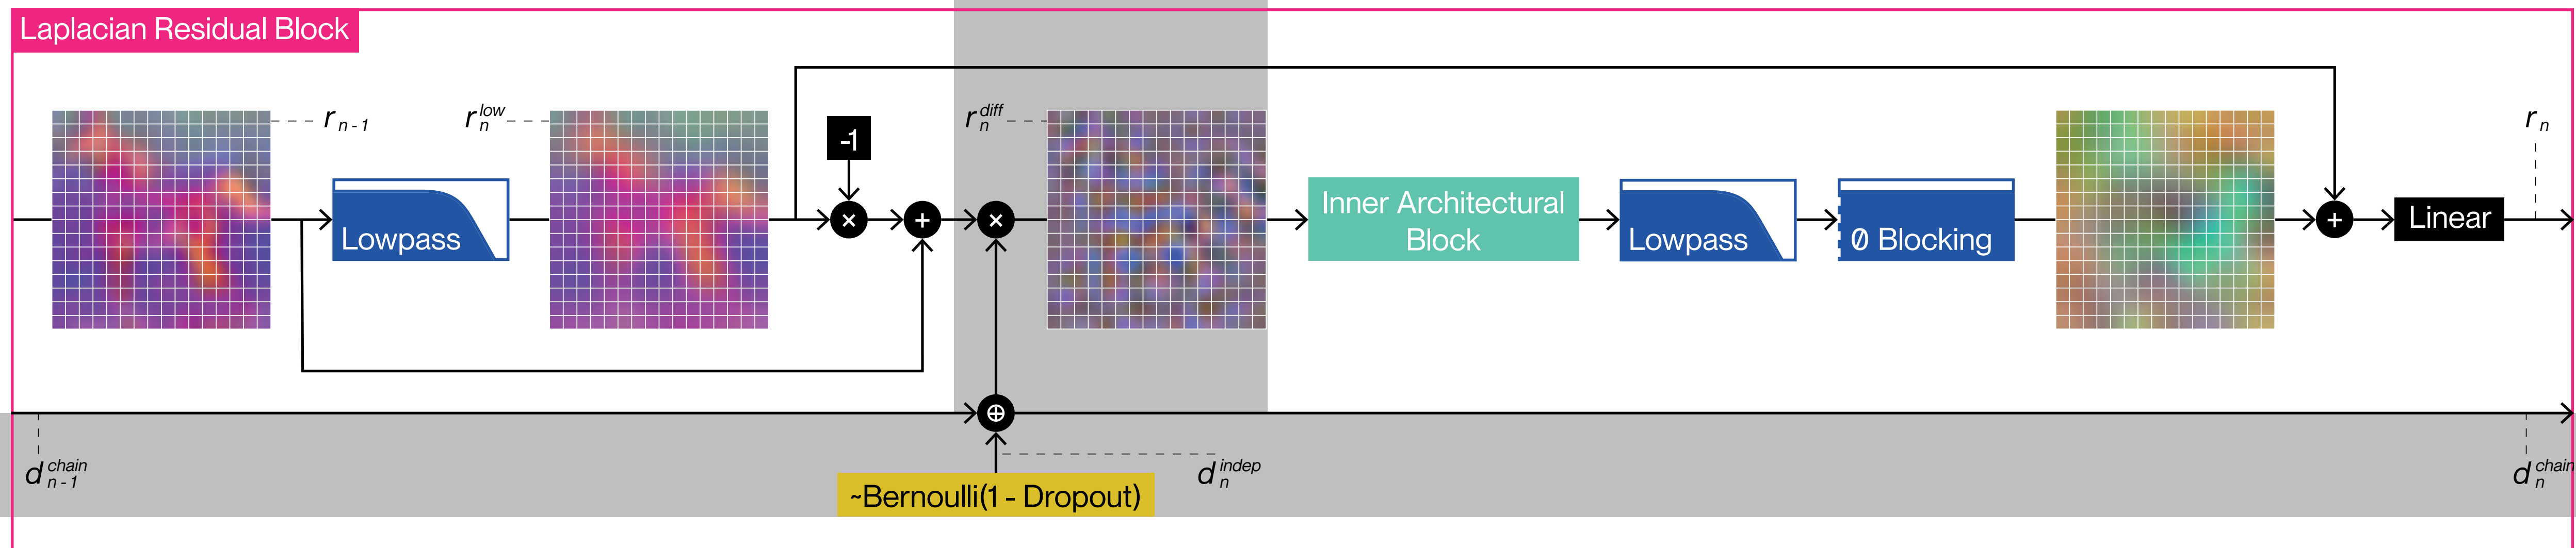 Laplacian Residual Block
r n - 1
r low n
-1
r diff n
r n
×
+
×
Lowpass
Inner Architectural
Block
Lowpass
0 Blocking
+
Linear
⊕
d chain n - 1
d indep n
d chain n
~Bernoulli(1 - Dropout)